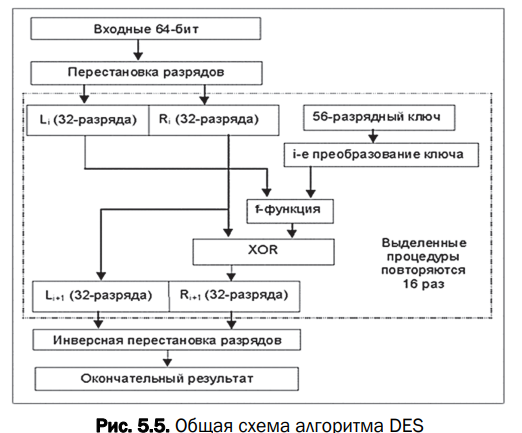 Входные 64-бит
Перестановка разрядов
Li (32-разряда) Ri (32-разряда)
56-разрядный ключ
i-е преобразование ключа
f-функция
XOR
Выделенные
процедуры
повторяются
16 раз
Li+1 (32-разряда) Ri+1 (32-разряда)
Инверсная перестановка разрядов
Окончательный результат
Рис. 5.5. Общая схема алгоритма DES